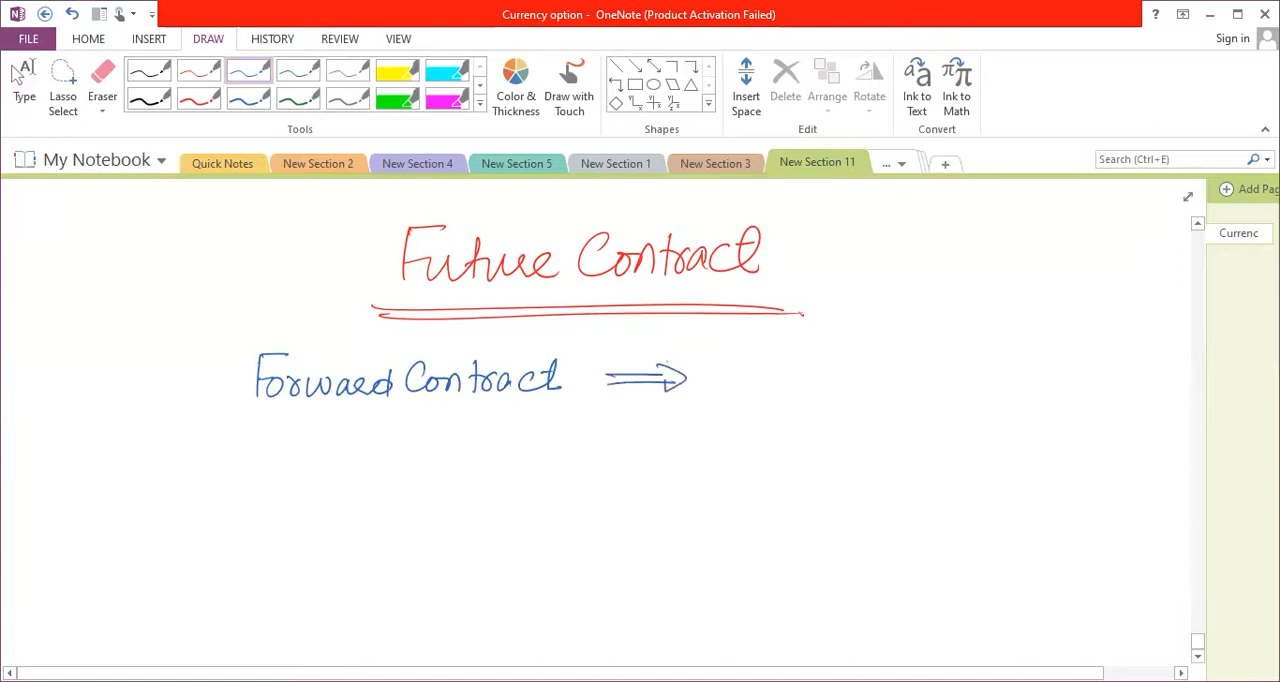 Currency option - OneNote (Product Activation Failed)
?
FILE HOME INSERT DRAW HISTORY REVIEW VIEW Sign in
Type Lasso Select Eraser
Color & Thickness Draw with Touch
Insert Space Delete Arrange Rotate
Ink to Text Ink to Math
Tools Shapes Edit Convert
My Notebook Quick Notes New Section 2 New Section 4 New Section 5 New Section 1 New Section 3 New Section 11 ... Search (Ctrl+E)
Add Pag
Currenc
Future Contract
Forward Contract ⇒